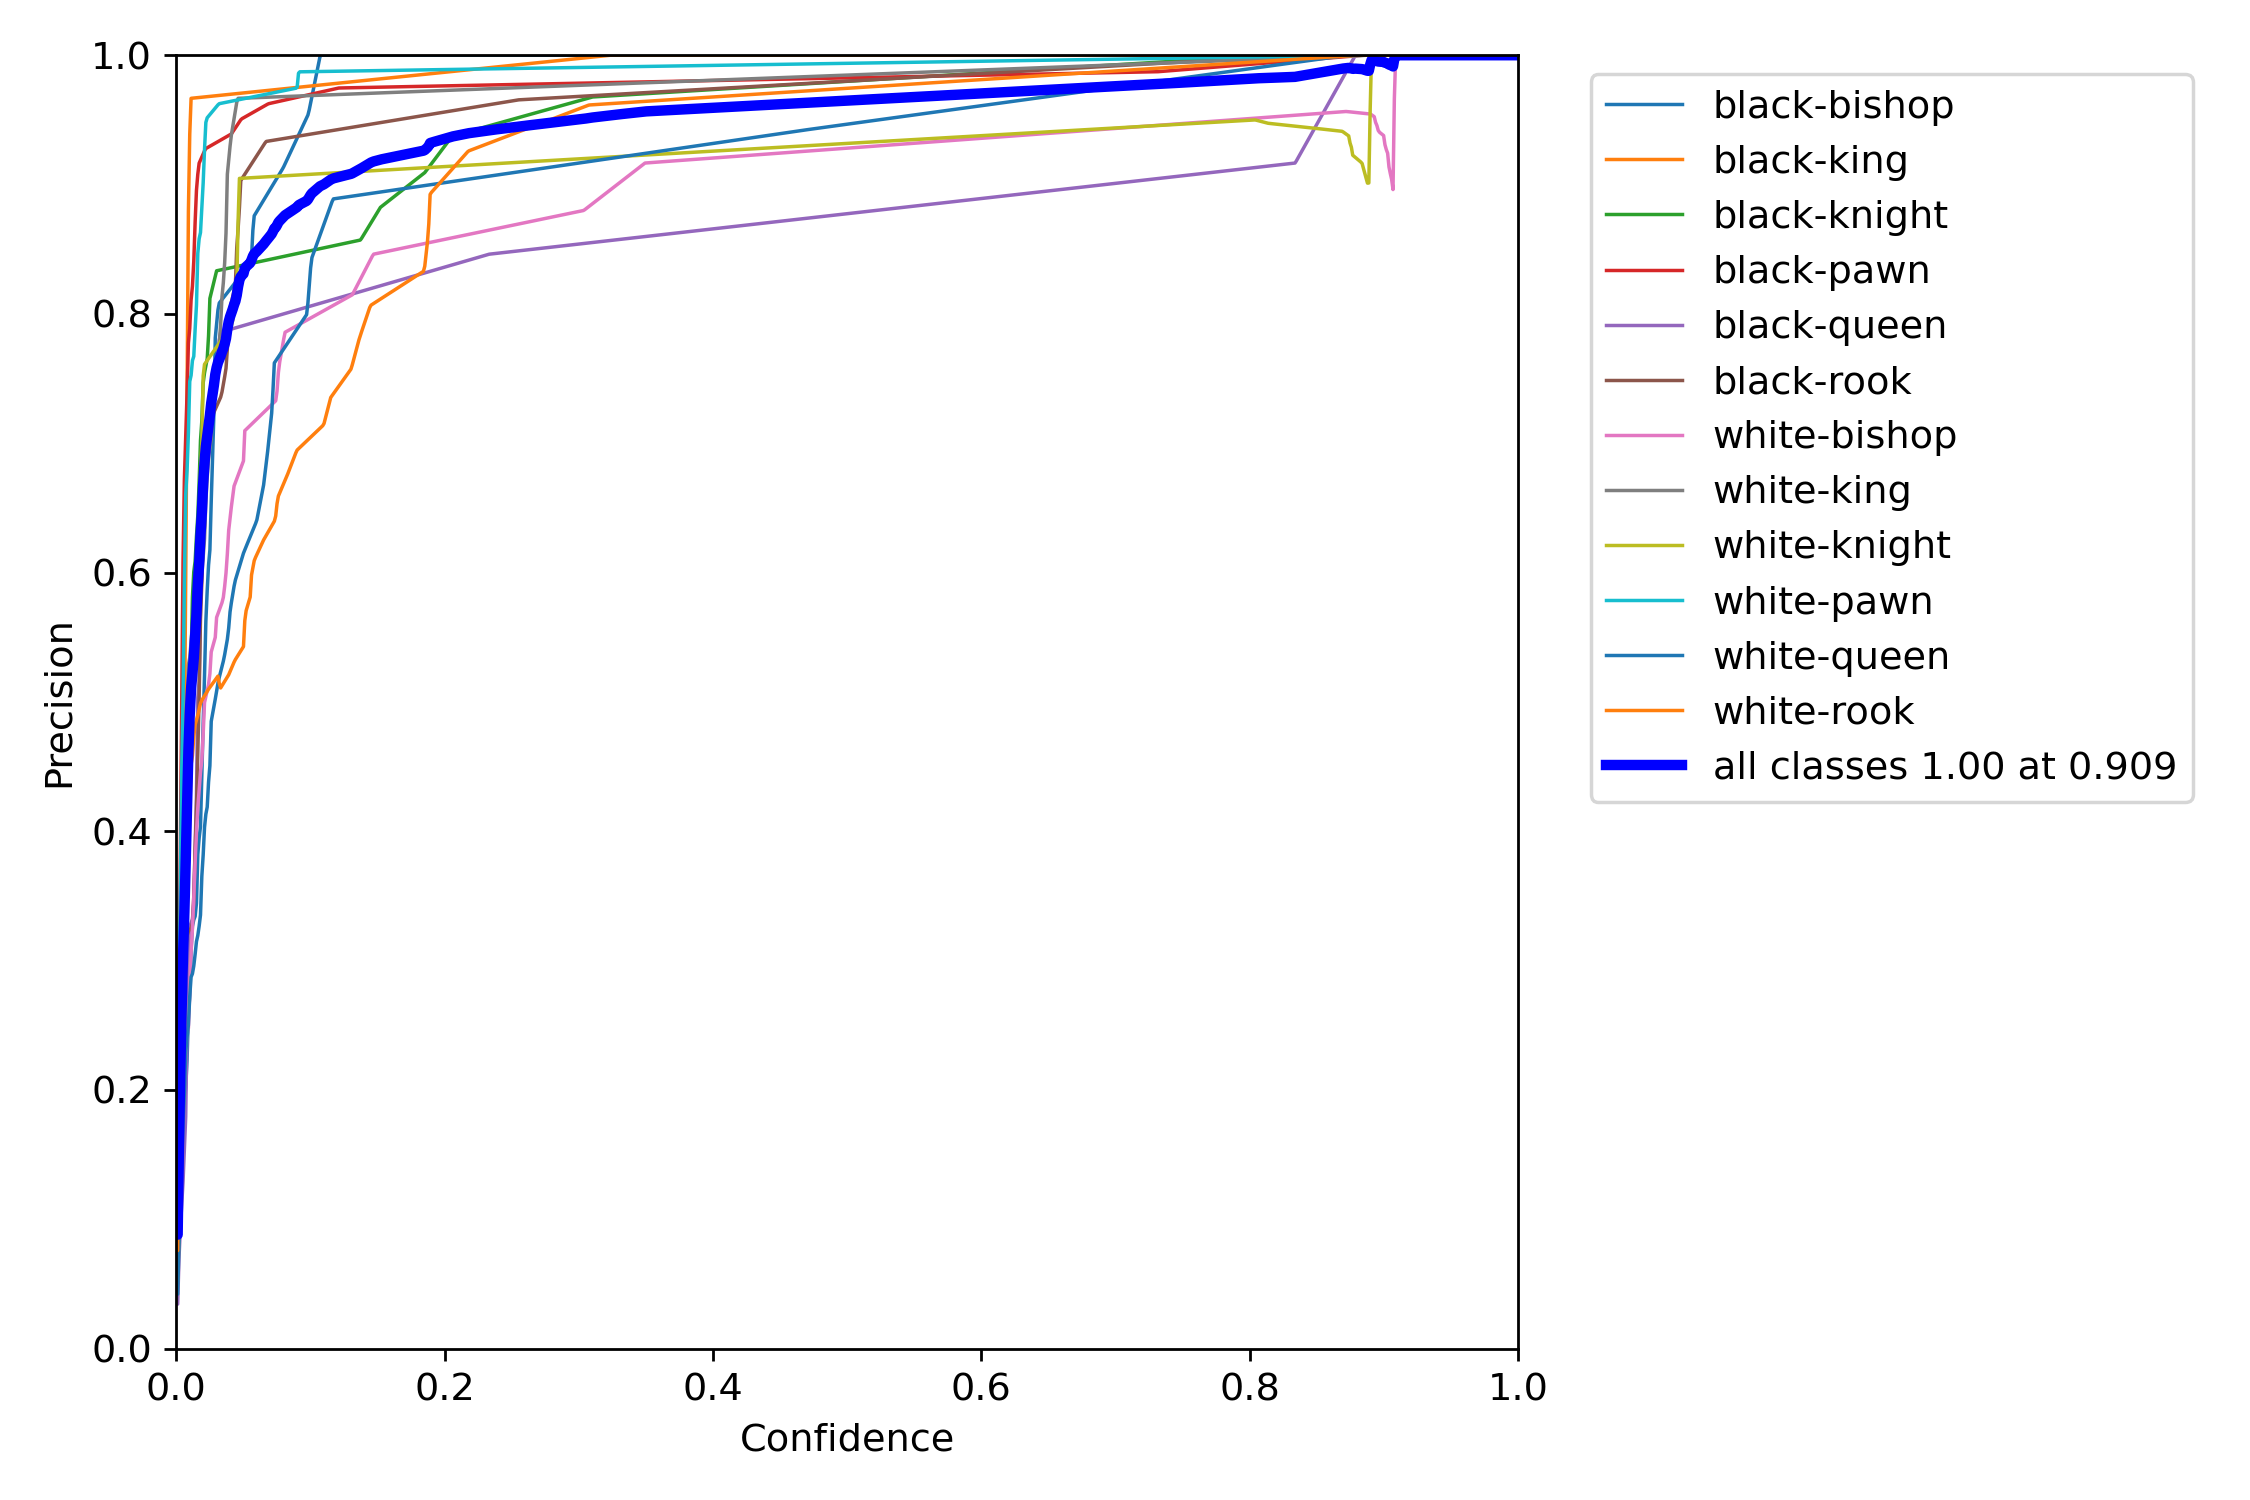 1.0
0.8
0.6
0.4
0.2
0.0
Precision
0.0 0.2 0.4 0.6 0.8 1.0
Confidence
black-bishop
black-king
black-knight
black-pawn
black-queen
black-rook
white-bishop
white-king
white-knight
white-pawn
white-queen
white-rook
all classes 1.00 at 0.909